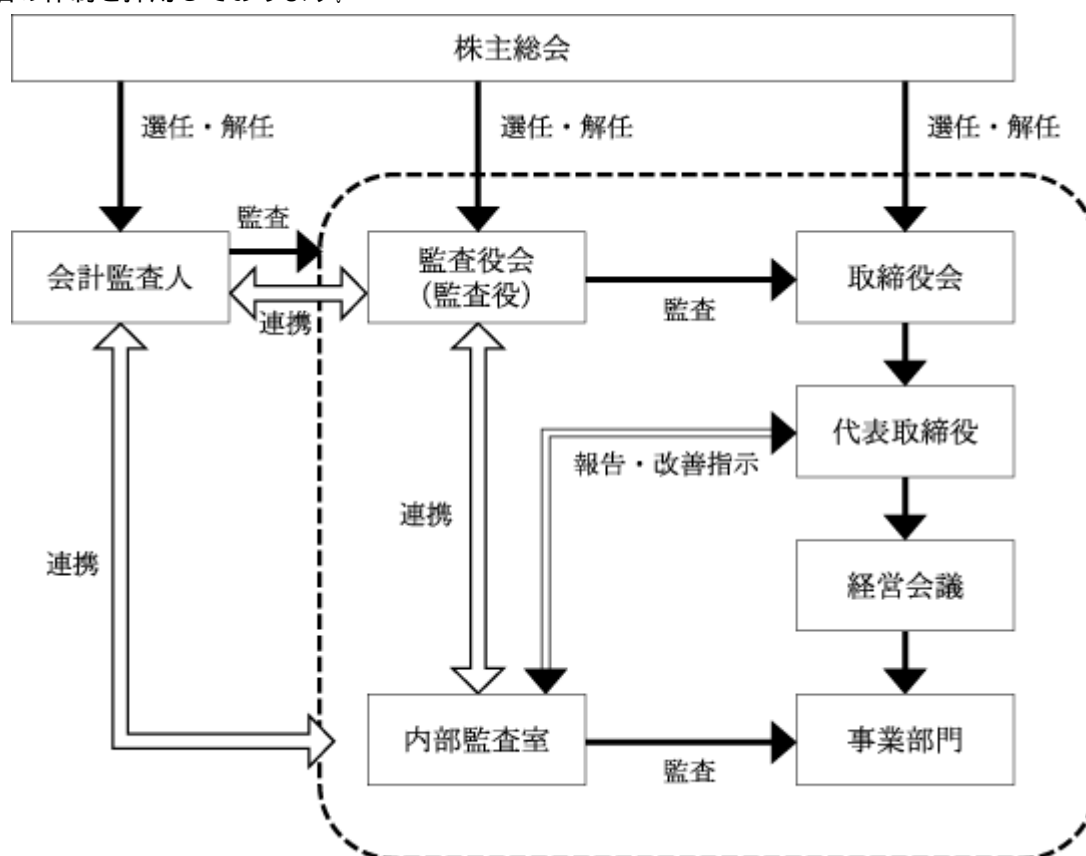 株主総会
選任・解任
選任・解任
選任・解任
監査
会計監査人
監査役会
(監査役)
取締役会
連携
監査
代表取締役
報告・改善指示
連携
連携
経営会議
内部監査室
事業部門
監査